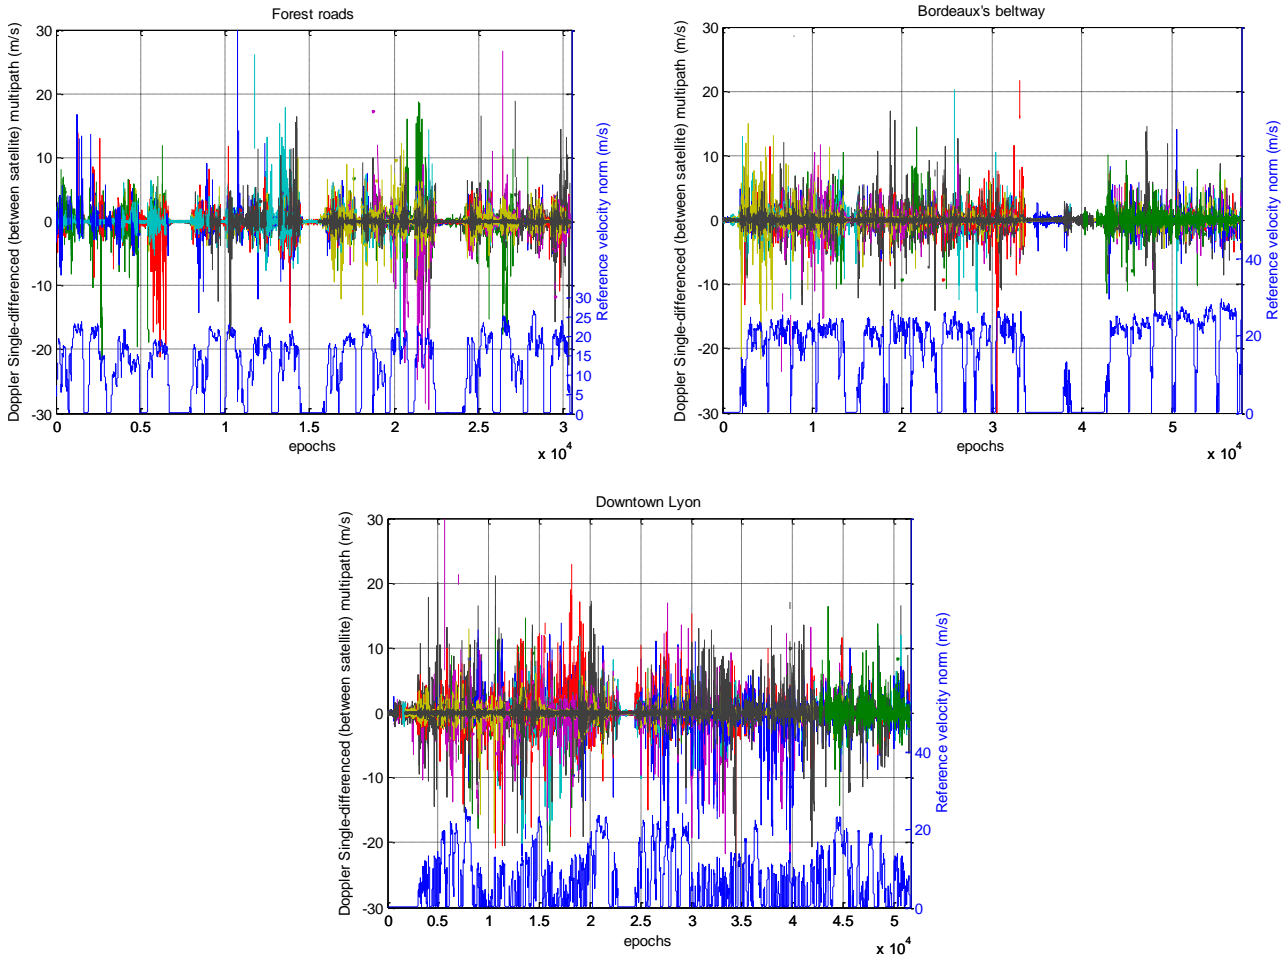 Forest roads
Doppler Single-differenced (between satellite) multipath (m/s)
30
20
10
0
-10
-20
-30
0 0.5 1 1.5 2 2.5 3
epochs
x 10^4
30
25
20
15
10
5
0
Reference velocity norm (m/s)
Bordeaux's beltway
Doppler Single-differenced (between satellite) multipath (m/s
30
20
10
0
-10
-20
-30
0 1 2 3 4 5
epochs
x 10^4
40
20
0
Reference velocity norm (m/s)
Downtown Lyon
Doppler Single-differenced (between satellite) multipath (m/s)
30
20
10
0
-10
-20
-30
0 0.5 1 1.5 2 2.5 3 3.5 4 4.5 5
epochs
x 10^4
40
20
0
Reference velocity norm (m/s)